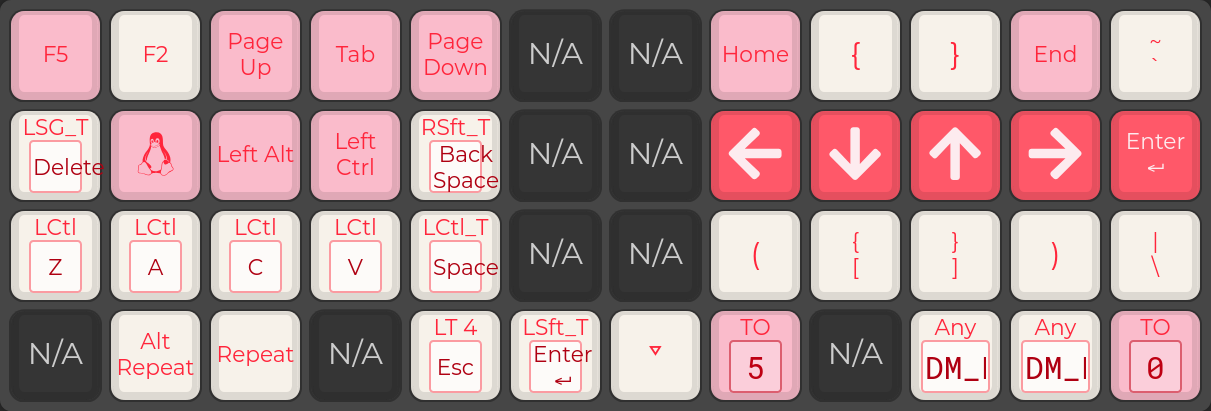 F5 F2 Page Up Tab Page Down N/A N/A Home { } End ~ `
LSG_T Delete Left Alt Left Ctrl RSft_T Back Space N/A N/A ← ↓ ↑ → Enter ↵
LCtl Z LCtl A LCtl C LCtl V LCtl_T Space N/A N/A ( { [ } ] ) | \
N/A Alt Repeat Repeat N/A LT 4 Esc LSft_T Enter ↵ ▽ TO 5 N/A Any DM_ Any DM_ TO 0